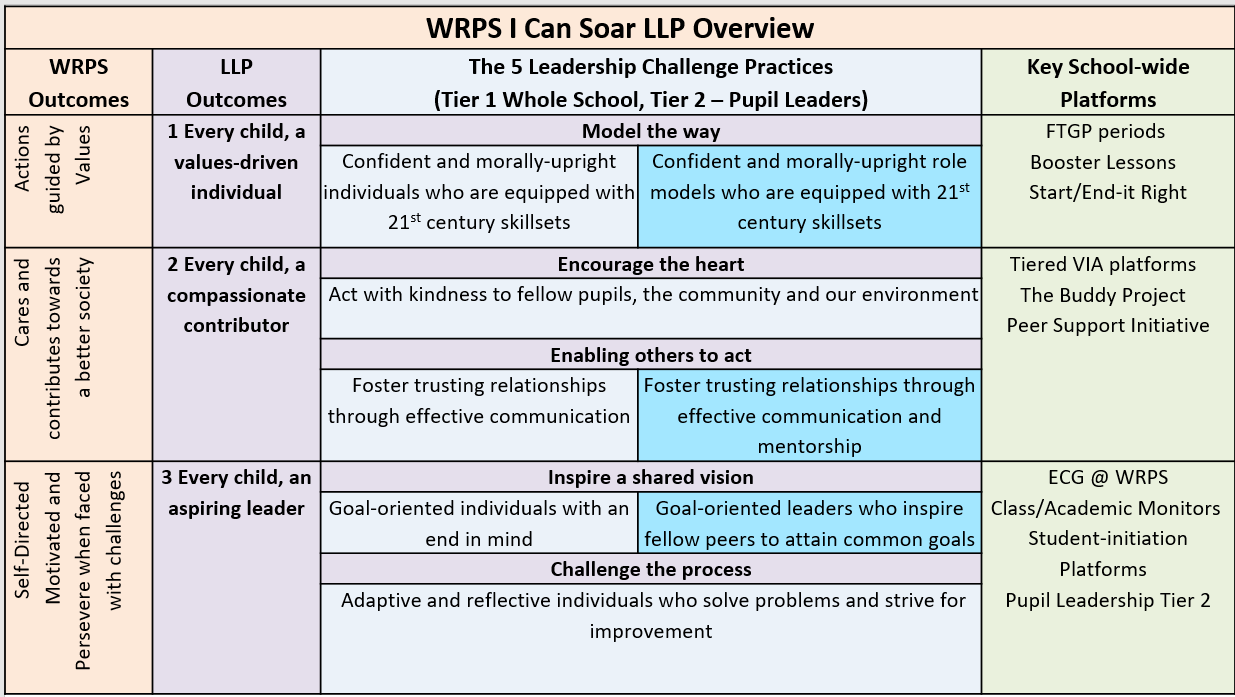 WRPS I Can Soar LLP Overview
WRPS
Outcomes
LLP
Outcomes
The 5 Leadership Challenge Practices
(Tier 1 Whole School, Tier 2 – Pupil Leaders)
Key School-wide
Platforms
Actions
guided by
Values
1 Every child, a
values-driven
individual
Model the way
Confident and morally-upright
individuals who are equipped with
21st century skillsets
Confident and morally-upright role
models who are equipped with 21st
century skillsets
FTGP periods
Booster Lessons
Start/End-it Right
Cares and
contributes towards
a better society
2 Every child, a
compassionate
contributor
Encourage the heart
Act with kindness to fellow pupils, the community and our environment
Enabling others to act
Foster trusting relationships
through effective communication
Foster trusting relationships through
effective communication and
mentorship
Tiered VIA platforms
The Buddy Project
Peer Support Initiative
Self-Directed
Motivated and
Persevere when faced
with challenges
3 Every child, an
aspiring leader
Inspire a shared vision
Goal-oriented individuals with an
end in mind
Goal-oriented leaders who inspire
fellow peers to attain common goals
Challenge the process
Adaptive and reflective individuals who solve problems and strive for
improvement
ECG @ WRPS
Class/Academic Monitors
Student-initiation
Platforms
Pupil Leadership Tier 2